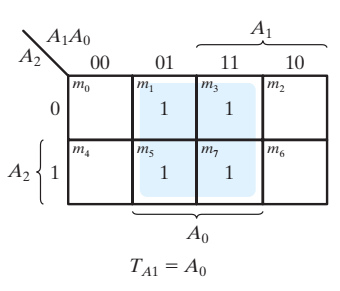 A₁
A₁A₀
A₂
00 01 11 10
m₀ m₁ m₃ m₂
0 1 1
m₄ m₅ m₇ m₆
A₂ 1 1 1
A₀
T_A1 = A₀